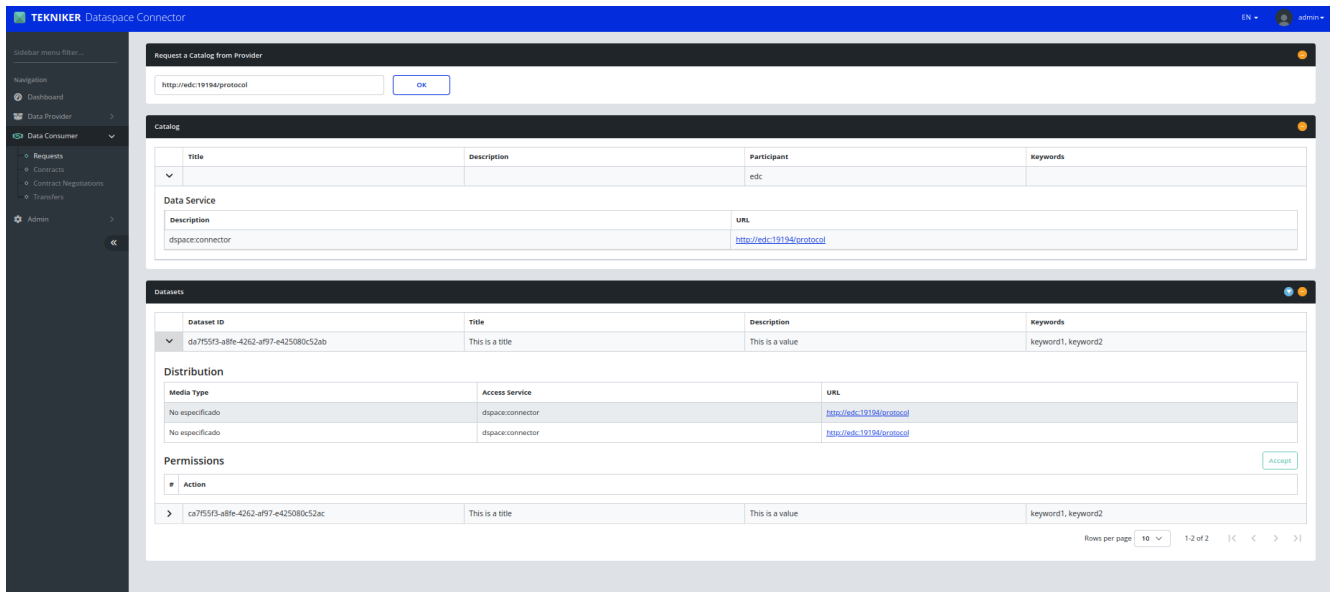 TEKNIKER Dataspace Connector
EN
admin
Sidebar menu filter...
Navigation
Dashboard
Data Provider
Data Consumer
Requests
Contracts
Contract Negotiations
Transfers
Admin
Request a Catalog from Provider
http://edc:19194/protocol
OK
Catalog
Title Description Participant Keywords
edc
Data Service
Description URL
dspace:connector http://edc:19194/protocol
Datasets
Dataset ID Title Description Keywords
da7f55f3-a8fe-4262-af97-e425080c52ab This is a title This is a value keyword1, keyword2
Distribution
Media Type Access Service URL
No especificado dspace:connector http://edc:19194/protocol
No especificado dspace:connector http://edc:19194/protocol
Permissions
Accept
# Action
ca7f55f3-a8fe-4262-af97-e425080c52ac This is a title This is a value keyword1, keyword2
Rows per page 10 1-2 of 2